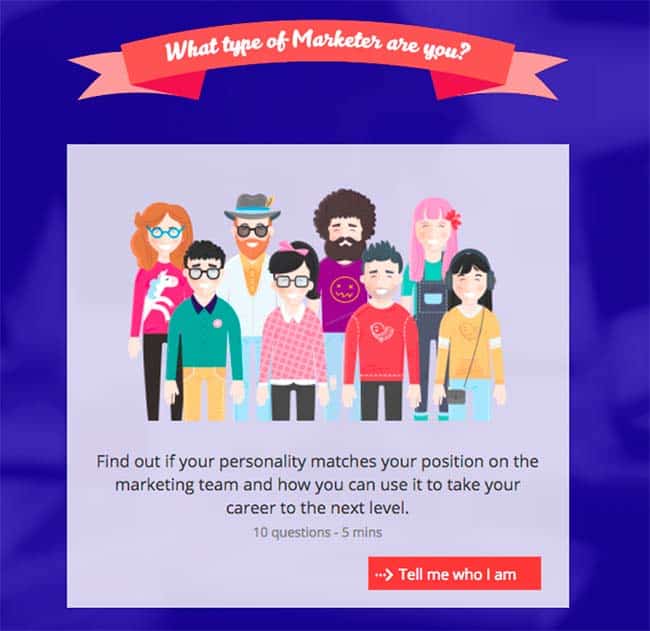 What type of Marketer are you?
Find out if your personality matches your position on the
marketing team and how you can use it to take your
career to the next level.
10 questions - 5 mins
Tell me who I am